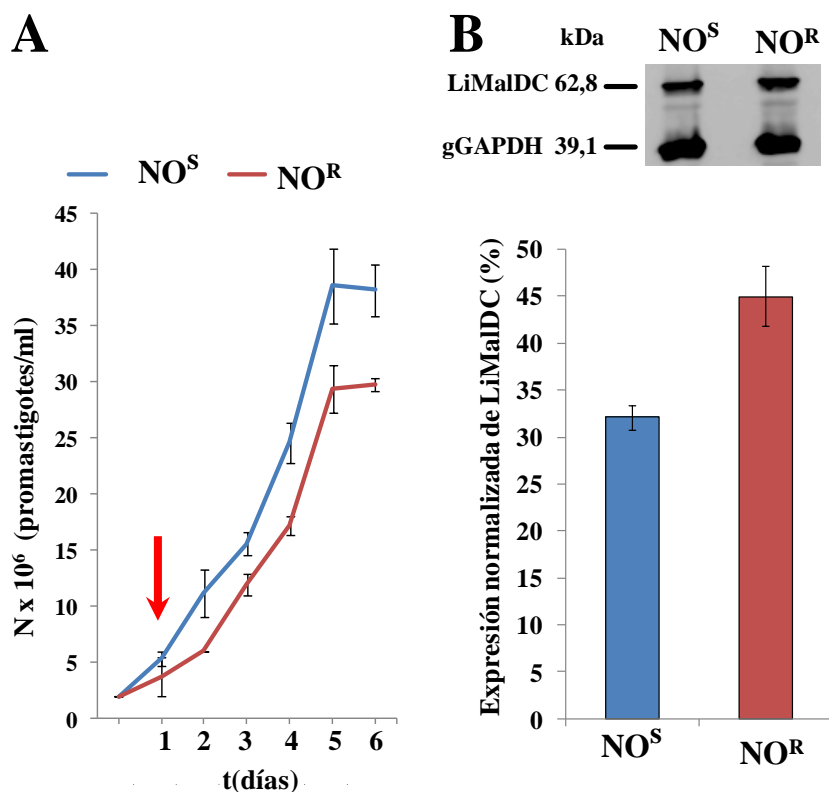 A
NOˢ NOᴿ
N x 10⁶ (promastigotes/ml)
45
40
35
30
25
20
15
10
5
0
1 2 3 4 5 6
t(días)
B
kDa NOˢ NOᴿ
LiMalDC 62,8
gGAPDH 39,1
Expresión normalizada de LiMalDC (%)
50
45
40
35
30
25
20
15
10
5
0
NOˢ NOᴿ